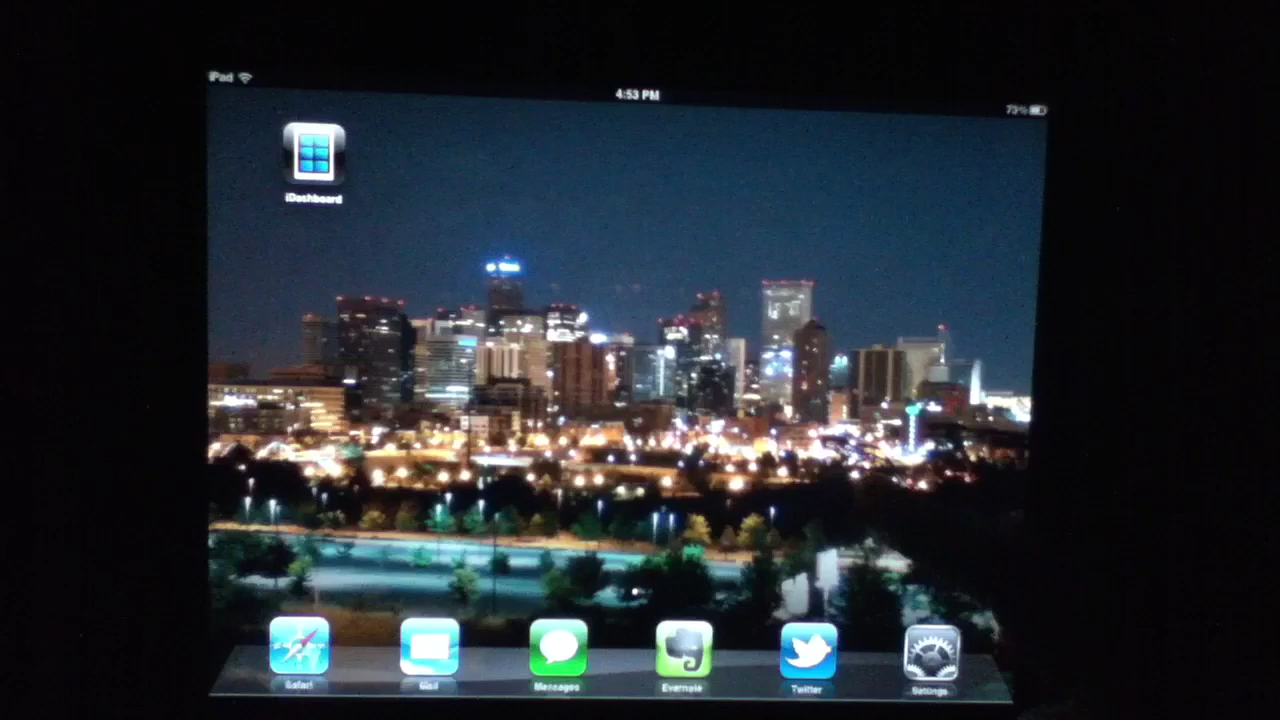 iPad
4:53 PM
73%
iDashboard
Safari
Mail
Messages
Evernote
Twitter
Settings